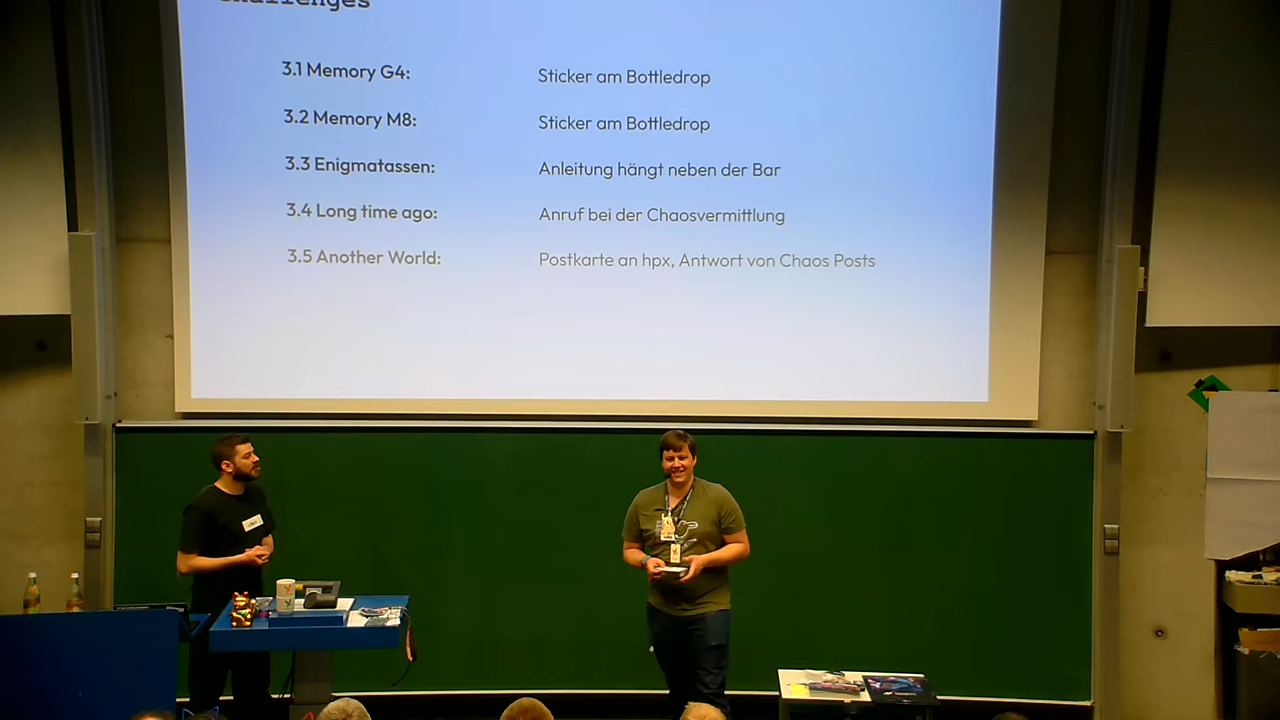 Challenges
3.1 Memory G4: Sticker am Bottledrop
3.2 Memory M8: Sticker am Bottledrop
3.3 Enigmatassen: Anleitung hängt neben der Bar
3.4 Long time ago: Anruf bei der Chaosvermittlung
3.5 Another World: Postkarte an hpx, Antwort von Chaos Posts